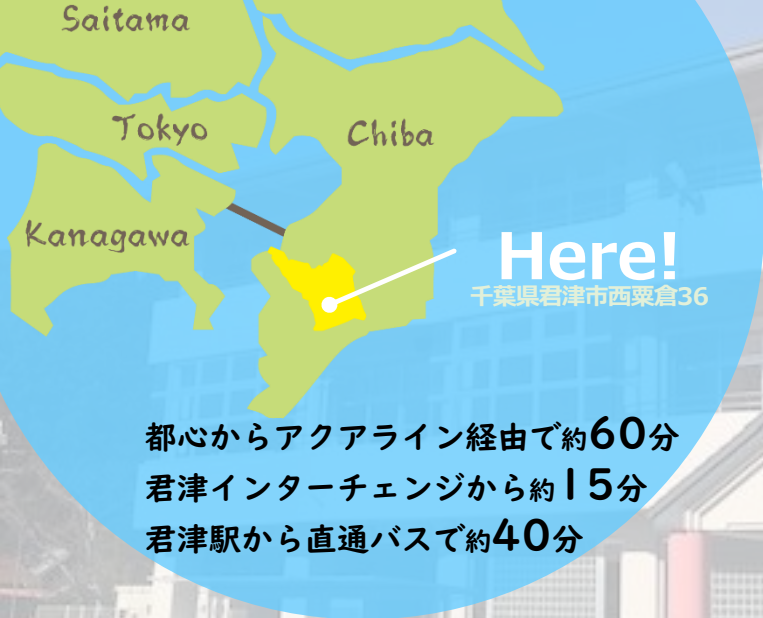 Saitama
Tokyo
Chiba
Kanagawa
Here!
千葉県君津市西粟倉36
都心からアクアライン経由で約60分
君津インターチェンジから約15分
君津駅から直通バスで約40分